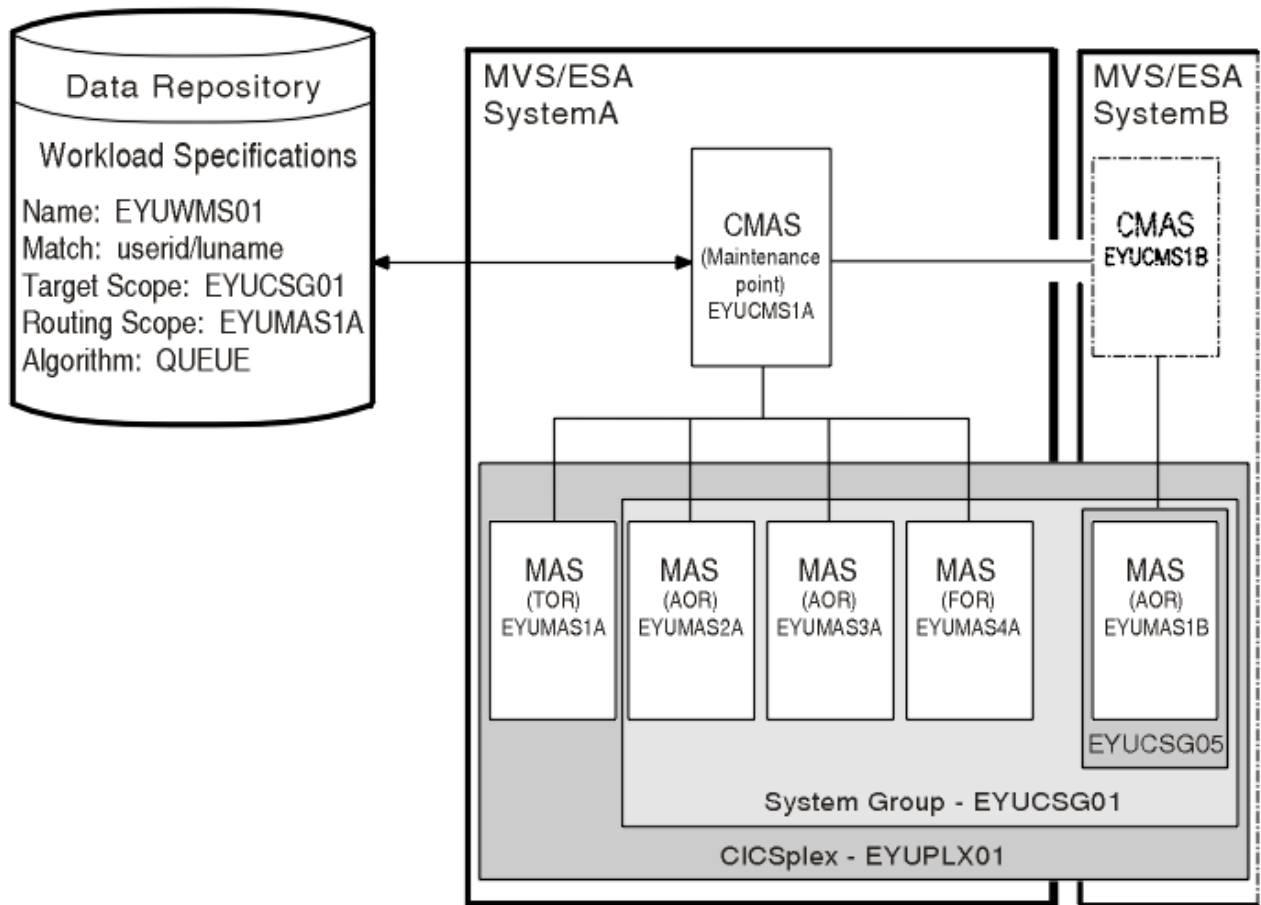 Data Repository
Workload Specifications
Name: EYUWMS01
Match: userid/luname
Target Scope: EYUCSG01
Routing Scope: EYUMAS1A
Algorithm: QUEUE
MVS/ESA
SystemA
CMAS
(Maintenance
point)
EYUCMS1A
MVS/ESA
SystemB
CMAS
EYUCMS1B
MAS
(TOR)
EYUMAS1A
MAS
(AOR)
EYUMAS2A
MAS
(AOR)
EYUMAS3A
MAS
(FOR)
EYUMAS4A
MAS
(AOR)
EYUMAS1B
EYUCSG05
System Group - EYUCSG01
CICSplex - EYUPLX01